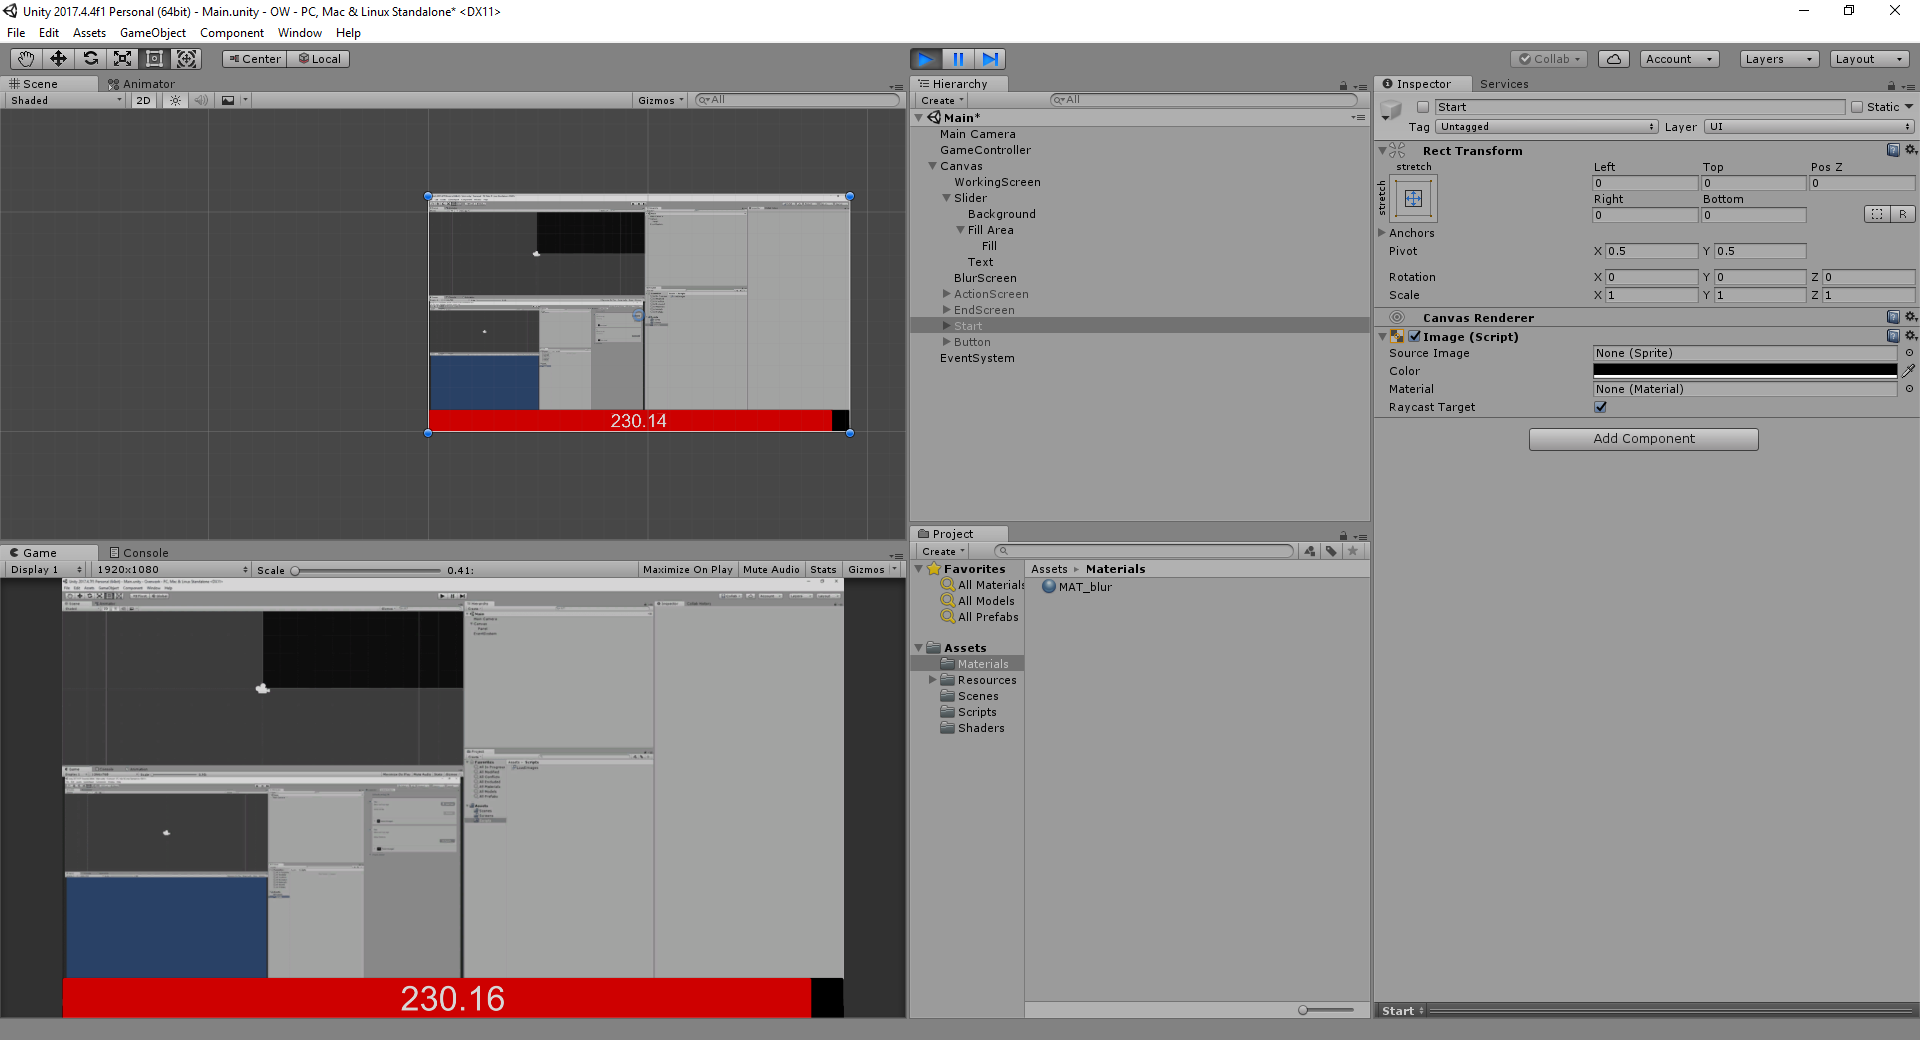 Unity 2017.4.4f1 Personal (64bit) - Main.unity - OW - PC, Mac & Linux Standalone* <DX11>
File Edit Assets GameObject Component Window Help
Center Local
Collab Account Layers Layout
Scene Animator
Shaded 2D Gizmos All
230.14
Game Console
Display 1 1920x1080 Scale 0.41: Maximize On Play Mute Audio Stats Gizmos
230.16
Hierarchy
Create All
Main*
Main Camera
GameController
Canvas
WorkingScreen
Slider
Background
Fill Area
Fill
Text
BlurScreen
ActionScreen
EndScreen
Start
Button
EventSystem
Project
Create
Favorites
All Materials
All Models
All Prefabs
Assets
Materials
Resources
Scenes
Scripts
Shaders
Assets Materials
MAT_blur
Inspector Services
Start Static
Tag Untagged Layer UI
Rect Transform
stretch
stretch
Left Top Pos Z
0 0 0
Right Bottom
0 0 R
Anchors
Pivot X 0.5 Y 0.5
Rotation X 0 Y 0 Z 0
Scale X 1 Y 1 Z 1
Canvas Renderer
Image (Script)
Source Image None (Sprite)
Color
Material None (Material)
Raycast Target
Add Component
Start